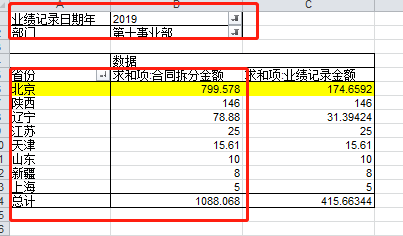 A B C
业绩记录日期年 2019
部门 第十事业部
数据
省份 求和项:合同拆分金额 求和项:业绩记录金额
北京 799.578 174.6592
陕西 146 146
辽宁 78.88 31.39424
江苏 25 25
天津 15.61 15.61
山东 10 10
新疆 8 8
上海 5 5
总计 1088.068 415.66344